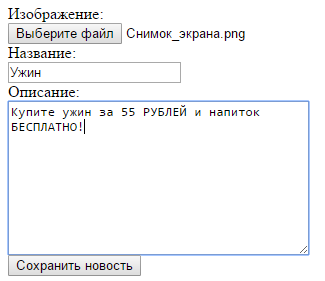 Изображение:
Выберите файл Снимок_экрана.png
Название:
Ужин
Описание:
Купите ужин за 55 РУБЛЕЙ и напиток
БЕСПЛАТНО!
Сохранить новость